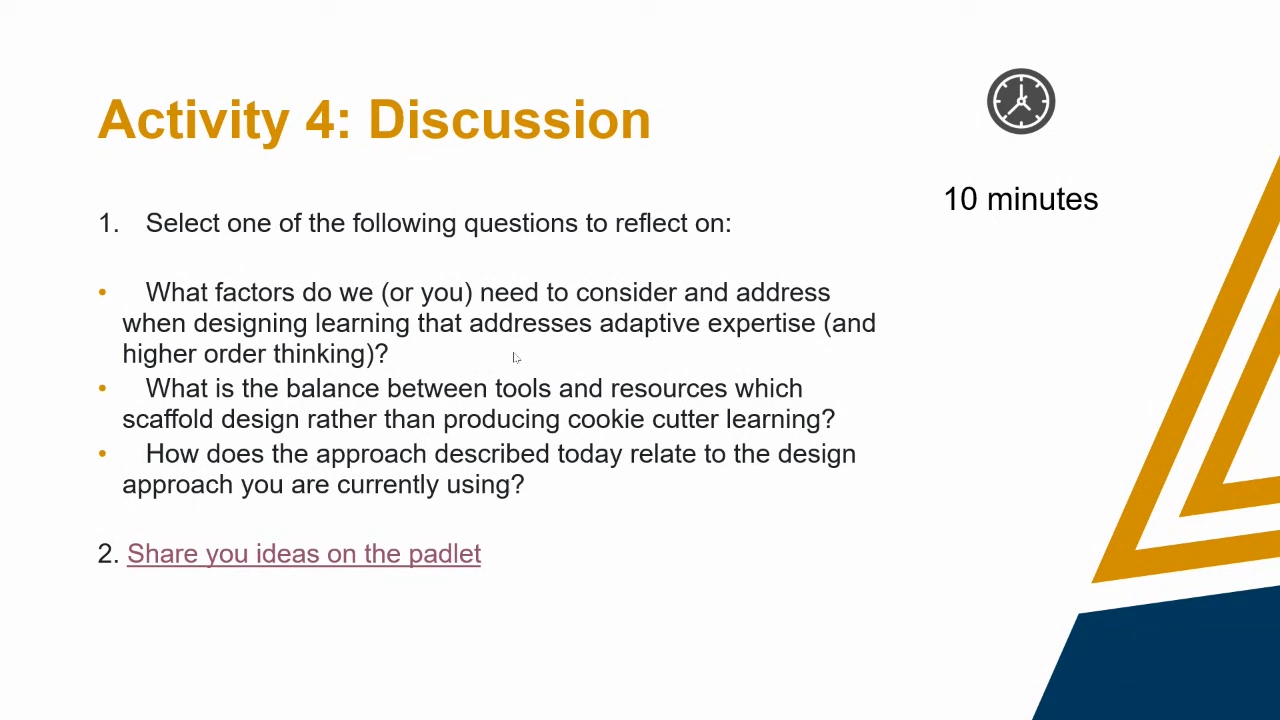 Activity 4: Discussion
10 minutes
1. Select one of the following questions to reflect on:
• What factors do we (or you) need to consider and address
when designing learning that addresses adaptive expertise (and
higher order thinking)?
• What is the balance between tools and resources which
scaffold design rather than producing cookie cutter learning?
• How does the approach described today relate to the design
approach you are currently using?
2. Share you ideas on the padlet